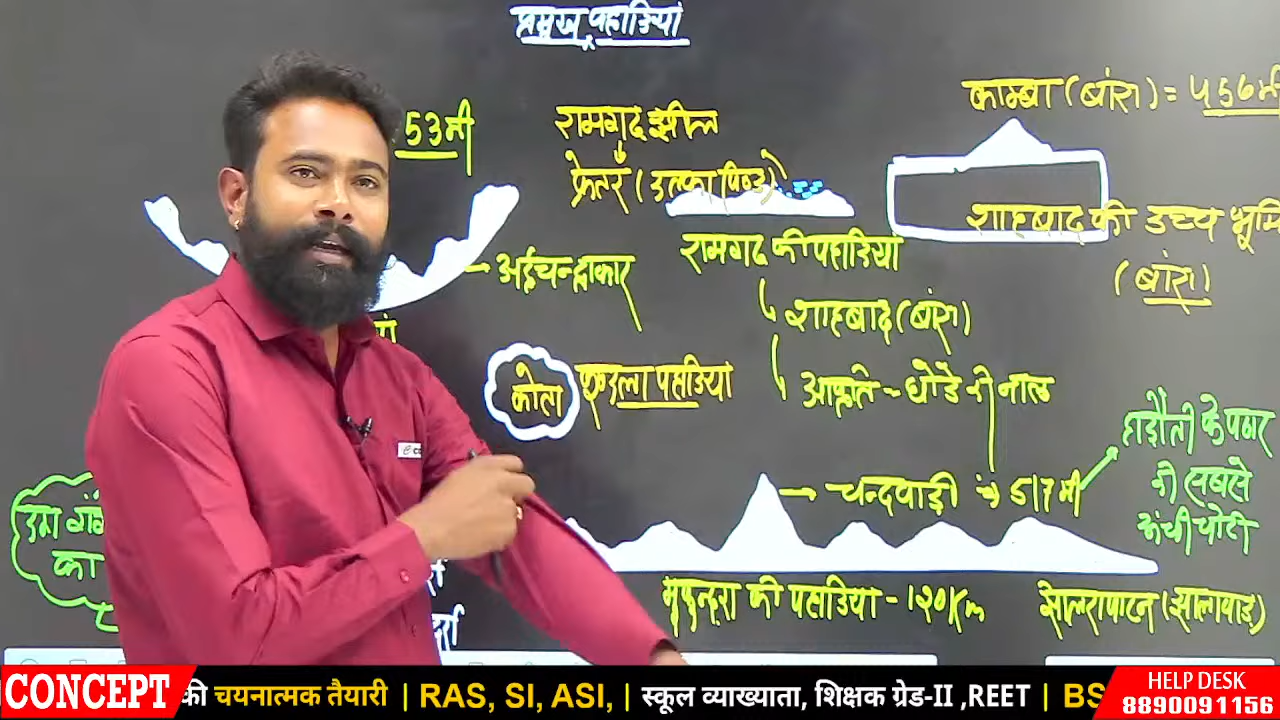 प्रमुख पहाड़ियां
53मी
रामगढ़ झील
क्रेटर (उल्का पिण्ड)
काम्बा (बांरा) = 456मी
शाहबाद की उच्च भूमि
(बांरा)
रामगढ की पहाडियां
अर्द्धचन्द्राकार
शाहबाद (बांरा)
आकृति - घोडे की नाल
कोटा
कुण्डला पहाडियां
हाड़ौती के पठार
की सबसे
ऊंची चोटी
चन्दवाड़ी → 517 मी
मुकुन्दरा की पहाडिया - 120Km
झालरापाटन (झालावाड़)
का
CONCEPT
की चयनात्मक तैयारी | RAS, SI, ASI, | स्कूल व्याख्याता, शिक्षक ग्रेड-II ,REET | BS
HELP DESK
8890091156